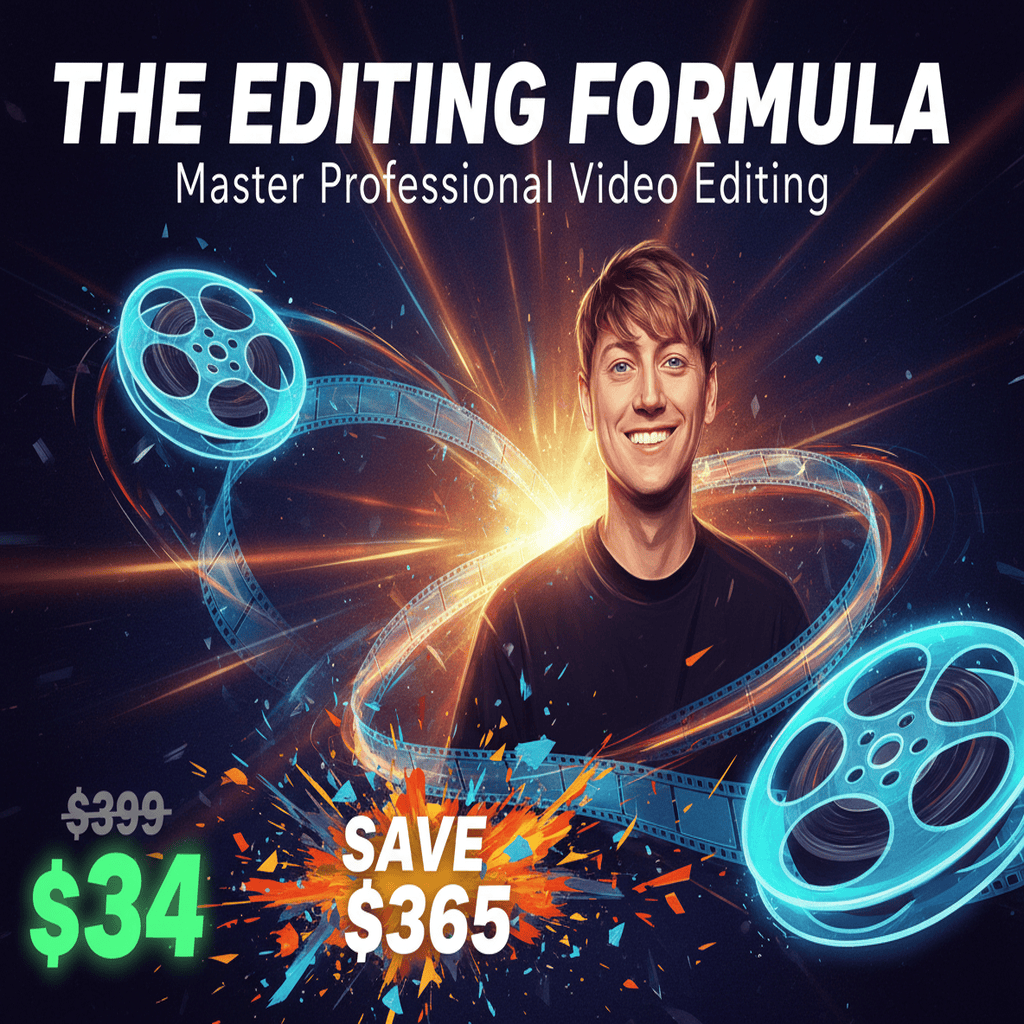 THE EDITING FORMULA
Master Professional Video Editing
$399
$34
SAVE
$365